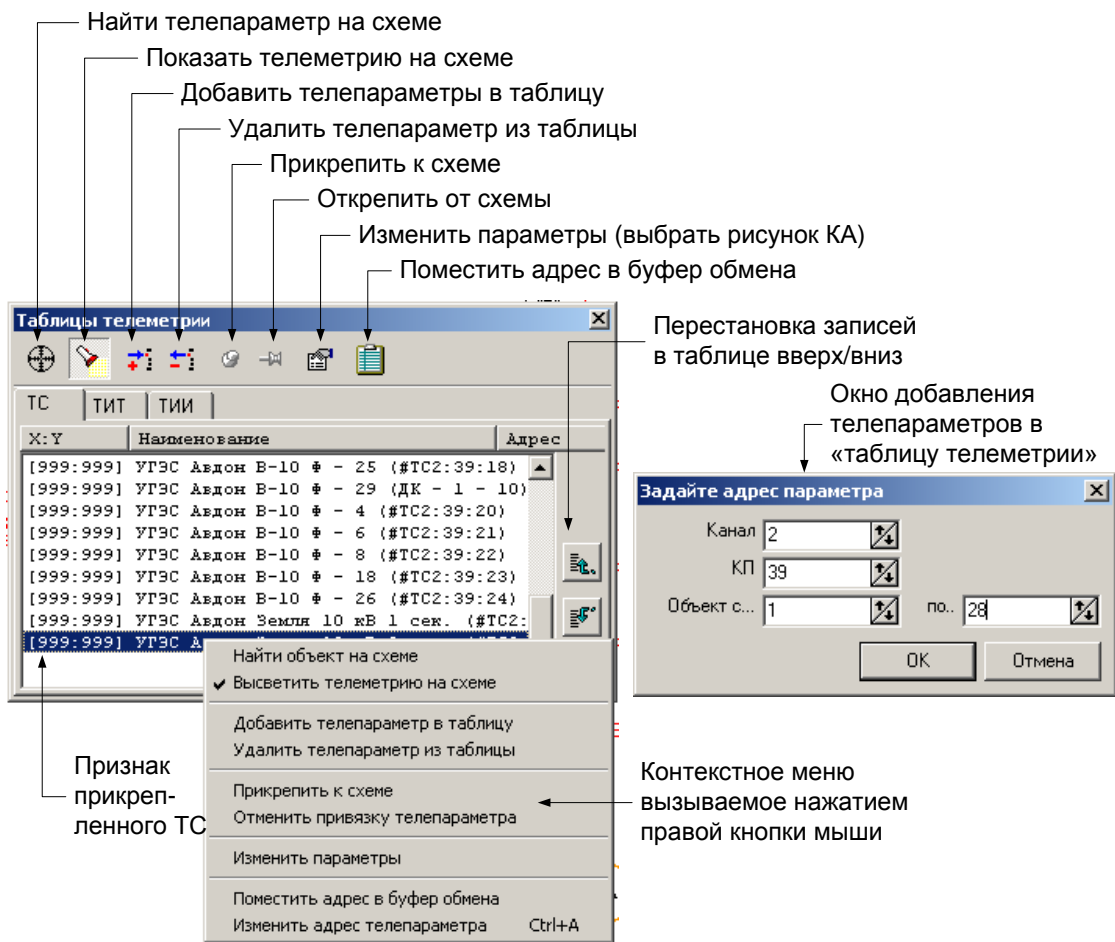 Найти телепараметр на схеме
Показать телеметрию на схеме
Добавить телепараметры в таблицу
Удалить телепараметр из таблицы
Прикрепить к схеме
Открепить от схемы
Изменить параметры (выбрать рисунок КА)
Поместить адрес в буфер обмена
Таблицы телеметрии
ТС ТИТ ТИИ
X:Y Наименование Адрес
[999:999] УГЭС Авдон В-10 Ф - 25 (#ТС2:39:18)
[999:999] УГЭС Авдон В-10 Ф - 29 (ДК - 1 - 10)
[999:999] УГЭС Авдон В-10 Ф - 4 (#ТС2:39:20)
[999:999] УГЭС Авдон В-10 Ф - 6 (#ТС2:39:21)
[999:999] УГЭС Авдон В-10 Ф - 8 (#ТС2:39:22)
[999:999] УГЭС Авдон В-10 Ф - 18 (#ТС2:39:23)
[999:999] УГЭС Авдон В-10 Ф - 26 (#ТС2:39:24)
[999:999] УГЭС Авдон Земля 10 кВ 1 сек. (#ТС2:
[999:999] УГЭС
Перестановка записей
в таблице вверх/вниз
Окно добавления
телепараметров в
«таблицу телеметрии»
Задайте адрес параметра
Канал 2
КП 39
Объект с... 1 по.. 28
OK Отмена
Найти объект на схеме
Высветить телеметрию на схеме
Добавить телепараметр в таблицу
Удалить телепараметр из таблицы
Прикрепить к схеме
Отменить привязку телепараметра
Изменить параметры
Поместить адрес в буфер обмена
Изменить адрес телепараметра Ctrl+A
Признак
прикреп-
ленного ТС
Контекстное меню
вызываемое нажатием
правой кнопки мыши